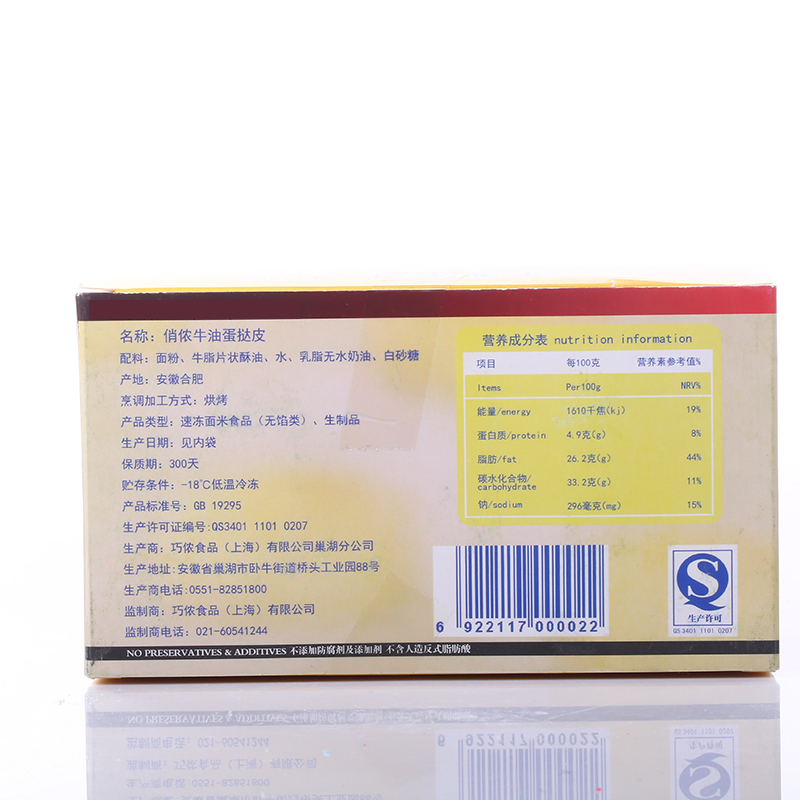 名称：俏侬牛油蛋挞皮
配料：面粉、牛脂片状酥油、水、乳脂无水奶油、白砂糖
产地：安徽合肥
烹调加工方式：烘烤
产品类型：速冻面米食品（无馅类）、生制品
生产日期：见内袋
保质期：300天
贮存条件：-18℃低温冷冻
产品标准号：GB 19295
生产许可证编号：QS3401 1101 0207
生产商：巧侬食品（上海）有限公司巢湖分公司
生产地址：安徽省巢湖市卧牛街道桥头工业园88号
生产商电话：0551-82851800
监制商：巧侬食品（上海）有限公司
监制商电话：021-60541244
营养成分表 nutrition information
项目 每100克 营养素参考值%
Items Per100g NRV%
能量/energy 1610千焦(kj) 19%
蛋白质/protein 4.9克(g) 8%
脂肪/fat 26.2克(g) 44%
碳水化合物/carbohydrate 33.2克(g) 11%
钠/sodium 296毫克(mg) 15%
6 922117 000022
S
生产许可
QS 3401 1101 0207
NO PRESERVATIVES & ADDITIVES 不添加防腐剂及添加剂 不含人造反式脂肪酸